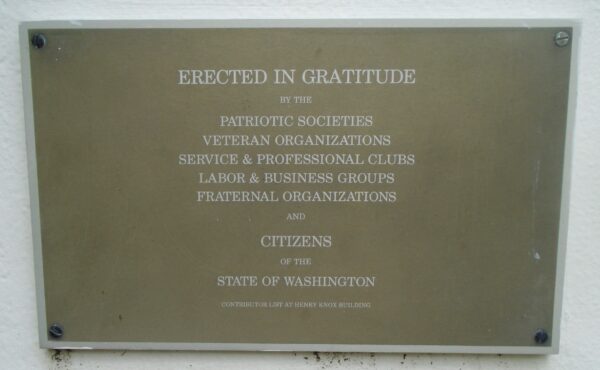 ERECTED IN GRATITUDE
BY THE
PATRIOTIC SOCIETIES
VETERAN ORGANIZATIONS
SERVICE & PROFESSIONAL CLUBS
LABOR & BUSINESS GROUPS
FRATERNAL ORGANIZATIONS
AND
CITIZENS
OF THE
STATE OF WASHINGTON
CONTRIBUTOR LIST AT HENRY KNOX BUILDING